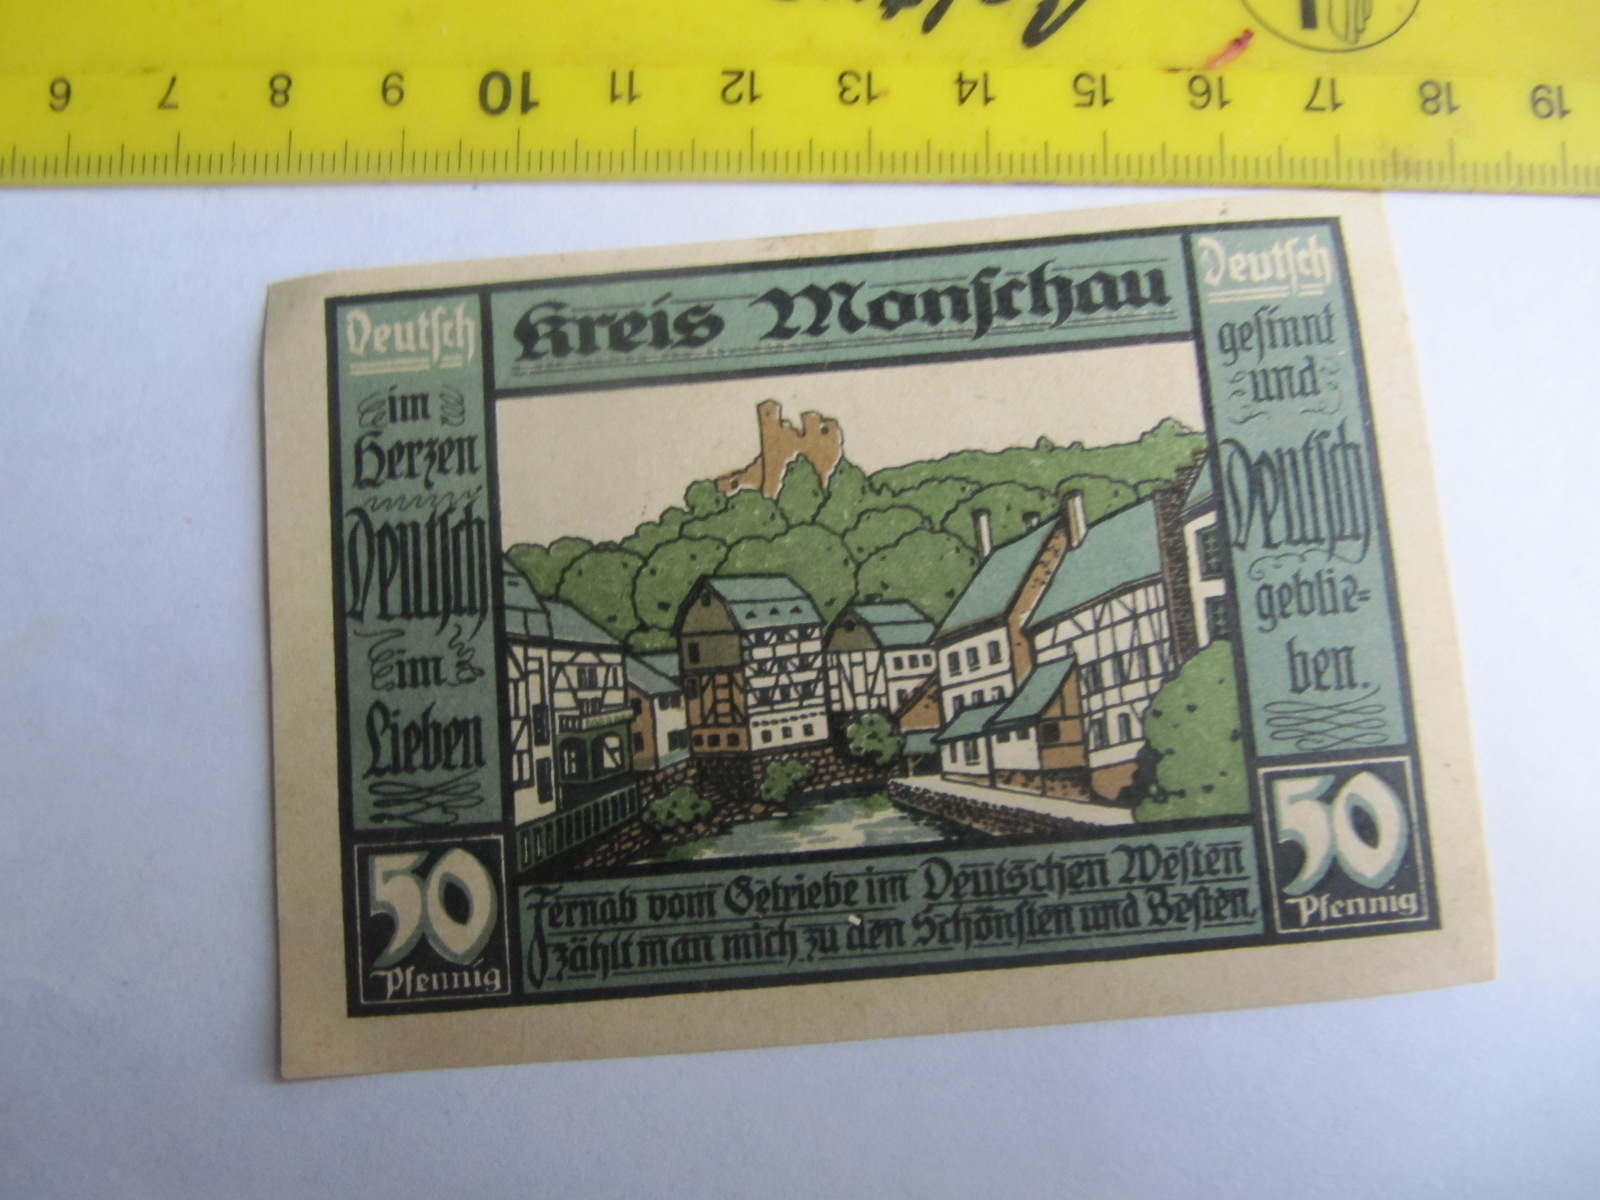 6 7 8 9 10 11 12 13 14 15 16 17 18 19
Kreis Monschau
Deutsch
im
Herzen
Deutsch
im
Lieben
50
Pfennig
Deutsch
gesinnt
und
Deutsch
geblie=
ben.
50
Pfennig
Fernab vom Getriebe im Deutschen Westen
zählt man mich zu den Schönsten und Besten.